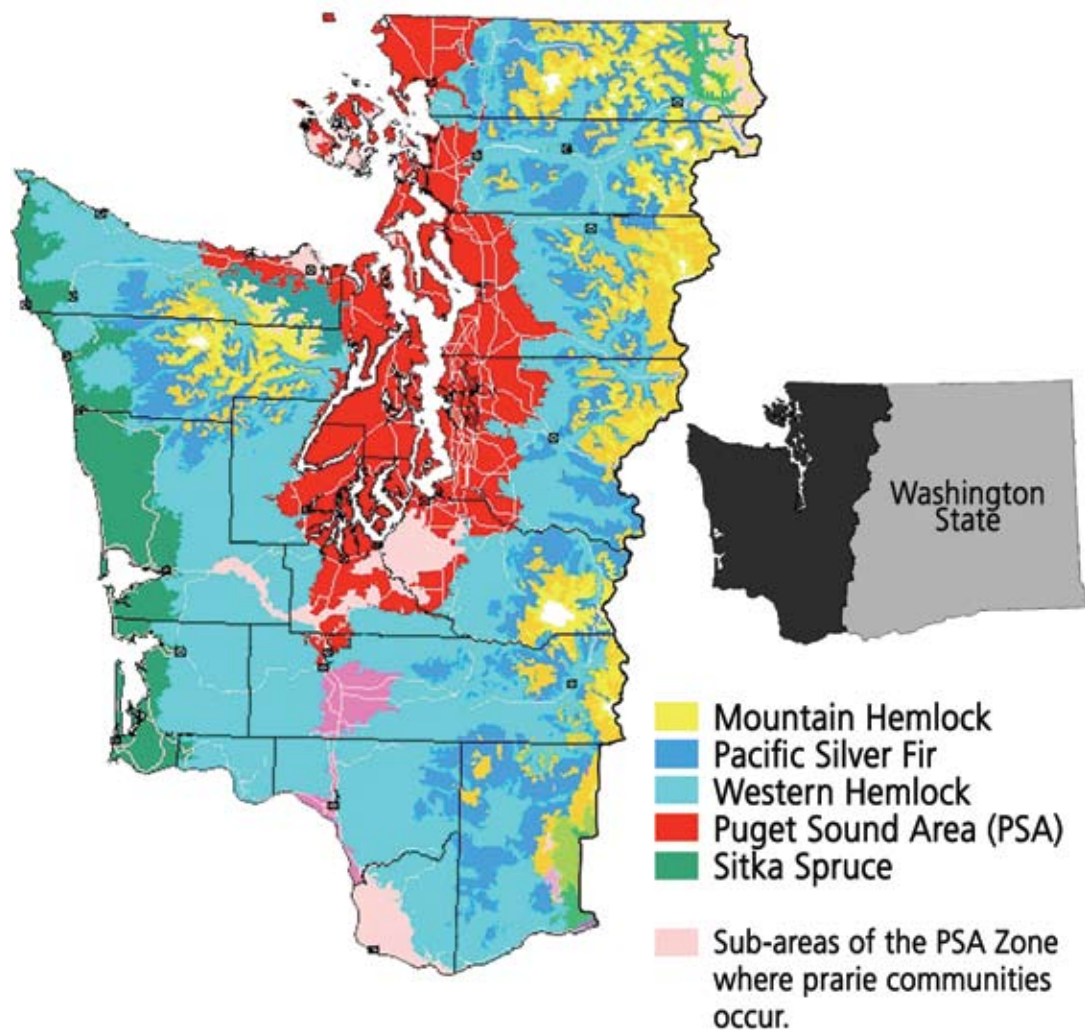 Washington
State
Mountain Hemlock
Pacific Silver Fir
Western Hemlock
Puget Sound Area (PSA)
Sitka Spruce
Sub-areas of the PSA Zone
where prarie communities
occur.